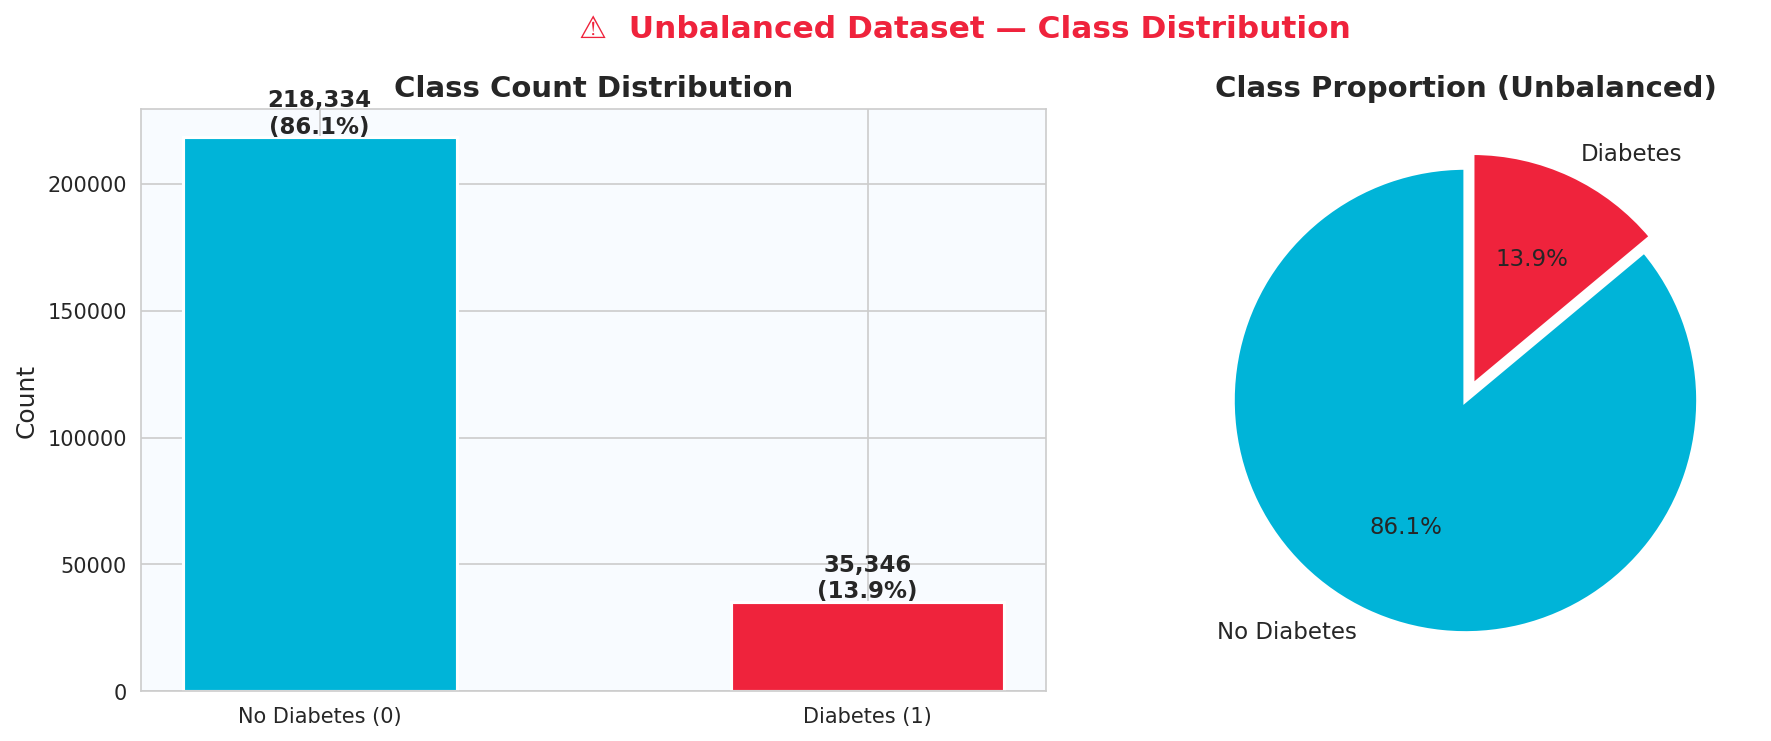 ⚠ Unbalanced Dataset — Class Distribution
Class Count Distribution
218,334
(86.1%)
200000
150000
100000
50000
0
Count
35,346
(13.9%)
No Diabetes (0)
Diabetes (1)
Class Proportion (Unbalanced)
Diabetes
13.9%
86.1%
No Diabetes